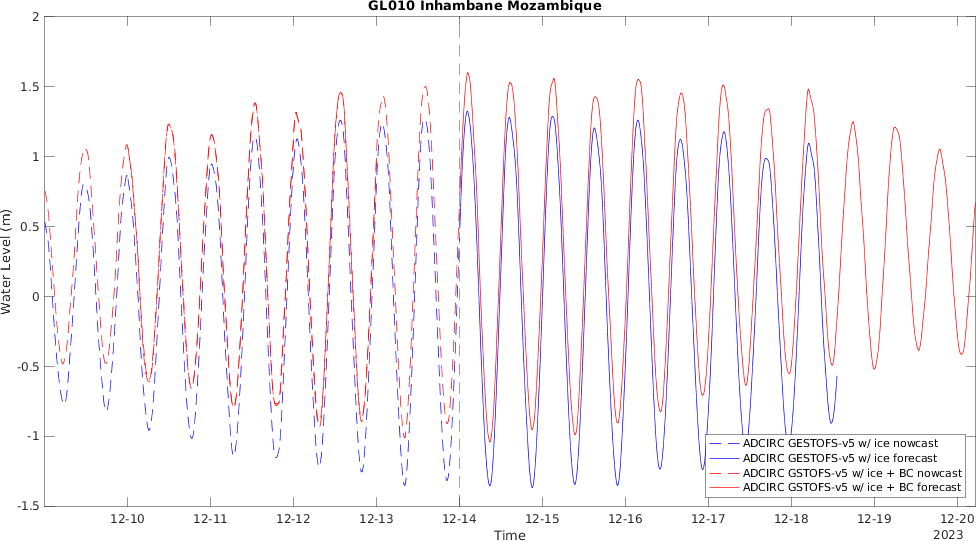 GL010 Inhambane Mozambique
Water Level (m)
2
1.5
1
0.5
0
-0.5
-1
-1.5
12-10
12-11
12-12
12-13
12-14
12-15
12-16
12-17
12-18
12-19
12-20
2023
Time
ADCIRC GESTOFS-v5 w/ ice nowcast
ADCIRC GESTOFS-v5 w/ ice forecast
ADCIRC GSTOFS-v5 w/ ice + BC nowcast
ADCIRC GSTOFS-v5 w/ ice + BC forecast